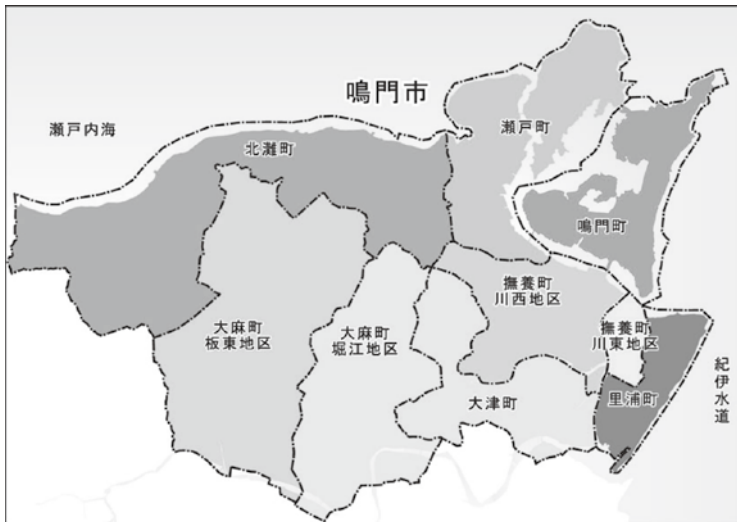 鳴門市
瀬戸内海
瀬戸町
北灘町
鳴門町
撫養町
川西地区
大麻町
板東地区
大麻町
堀江地区
撫養町
川東地区
大津町
里浦町
紀伊水道